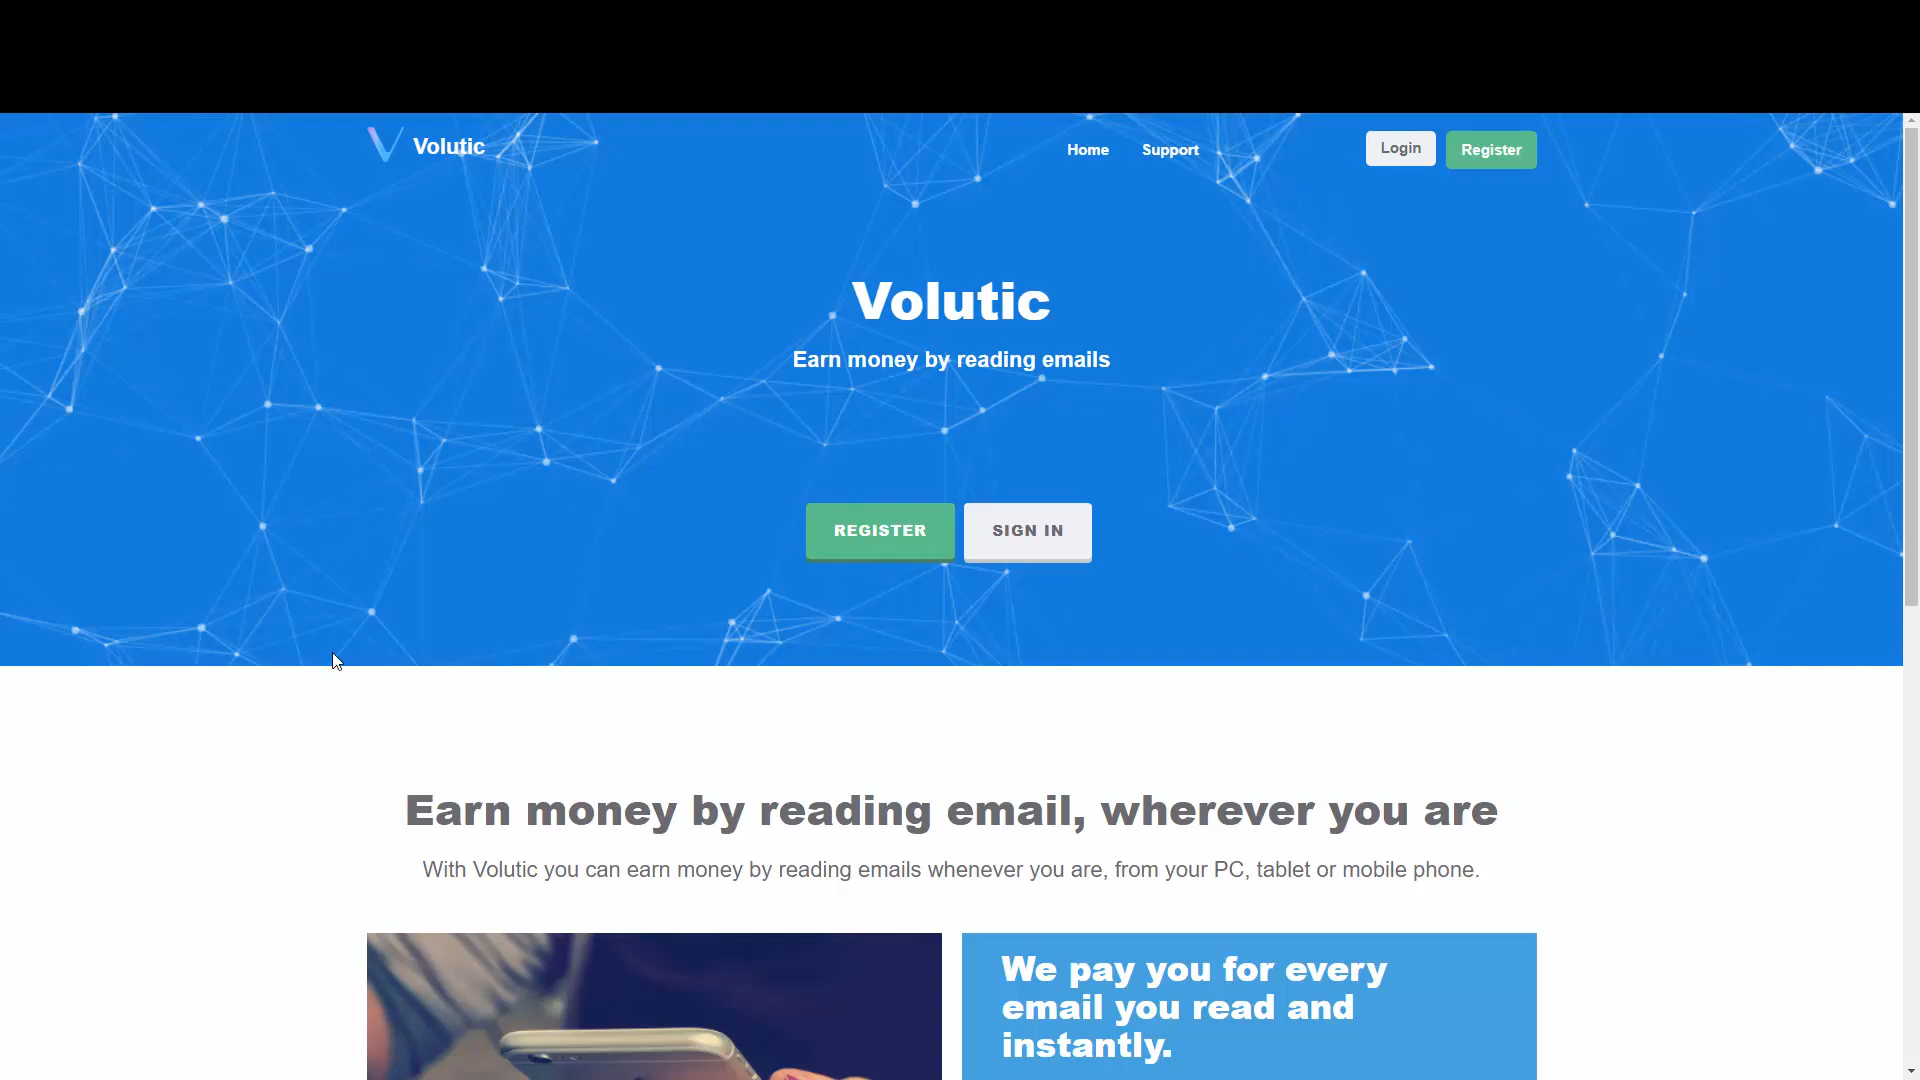 Volutic
Home
Support
Login
Register
Volutic
Earn money by reading emails
REGISTER
SIGN IN
Earn money by reading email, wherever you are
With Volutic you can earn money by reading emails whenever you are, from your PC, tablet or mobile phone.
We pay you for every
email you read and
instantly.